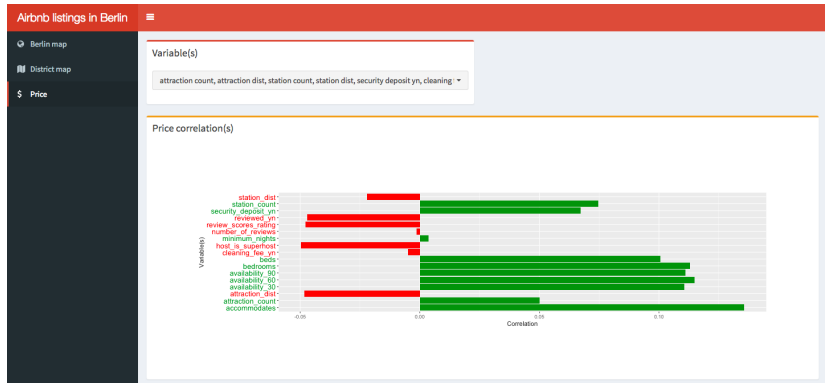 Airbnb listings in Berlin
Berlin map
District map
$ Price
Variable(s)
attraction count, attraction dist, station count, station dist, security deposit yn, cleaning
Price correlation(s)
Variable(s)
station_dist
station_count
security_deposit_yn
reviewed_yn
review_scores_rating
number_of_reviews
minimum_nights
host_is_superhost
cleaning_fee_yn
beds
bedrooms
availability_90
availability_60
availability_30
attraction_dist
attraction_count
accommodates
-0.05 0.00 0.05 0.10
Correlation